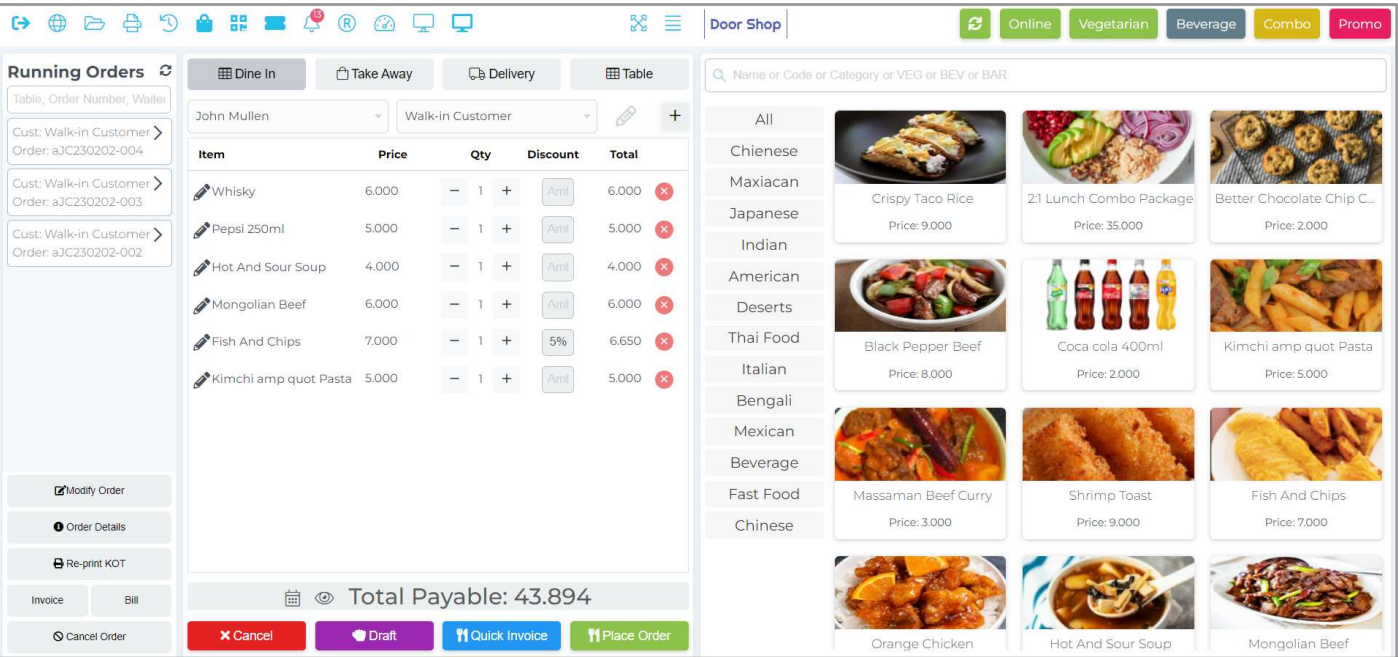 13
Door Shop
Online
Vegetarian
Beverage
Combo
Promo
Running Orders
Table, Order Number, Waiter
Cust: Walk-in Customer
Order: aJC230202-004
Cust: Walk-in Customer
Order: aJC230202-003
Cust: Walk-in Customer
Order: aJC230202-002
Modify Order
Order Details
Re-print KOT
Invoice
Bill
Cancel Order
Dine In
Take Away
Delivery
Table
John Mullen
Walk-in Customer
Item Price Qty Discount Total
Whisky 6.000 − 1 + Amt 6.000
Pepsi 250ml 5.000 − 1 + Amt 5.000
Hot And Sour Soup 4.000 − 1 + Amt 4.000
Mongolian Beef 6.000 − 1 + Amt 6.000
Fish And Chips 7.000 − 1 + 5% 6.650
Kimchi amp quot Pasta 5.000 − 1 + Amt 5.000
Total Payable: 43.894
Cancel
Draft
Quick Invoice
Place Order
Name or Code or Category or VEG or BEV or BAR
All
Chienese
Maxiacan
Japanese
Indian
American
Deserts
Thai Food
Italian
Bengali
Mexican
Beverage
Fast Food
Chinese
Crispy Taco Rice
Price: 9.000
2:1 Lunch Combo Package
Price: 35.000
Better Chocolate Chip C...
Price: 2.000
Black Pepper Beef
Price: 8.000
Coca cola 400ml
Price: 2.000
Kimchi amp quot Pasta
Price: 5.000
Massaman Beef Curry
Price: 3.000
Shrimp Toast
Price: 9.000
Fish And Chips
Price: 7.000
Orange Chicken
Hot And Sour Soup
Mongolian Beef